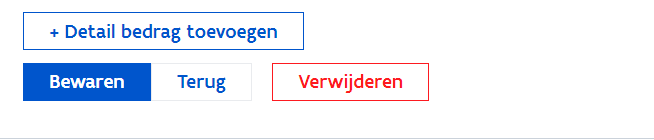 + Detail bedrag toevoegen
Bewaren Terug Verwijderen